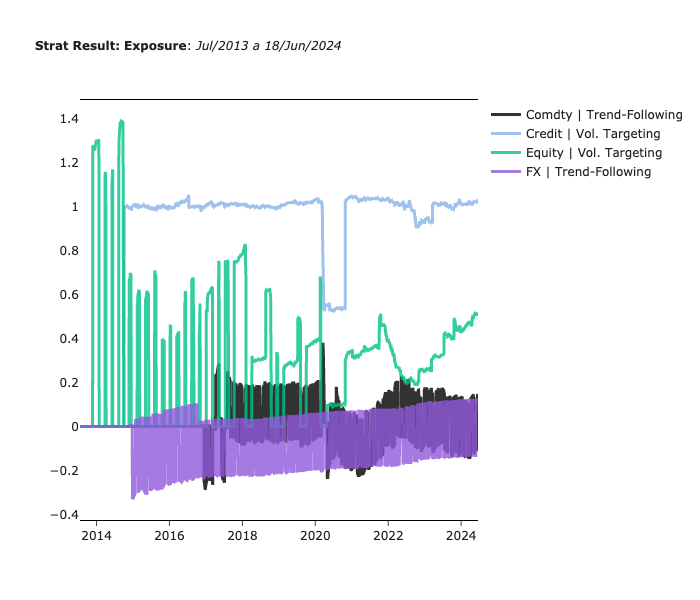 Strat Result: Exposure: Jul/2013 a 18/Jun/2024
Comdty | Trend-Following
Credit | Vol. Targeting
Equity | Vol. Targeting
FX | Trend-Following
1.4
1.2
1
0.8
0.6
0.4
0.2
0
−0.2
−0.4
2014 2016 2018 2020 2022 2024